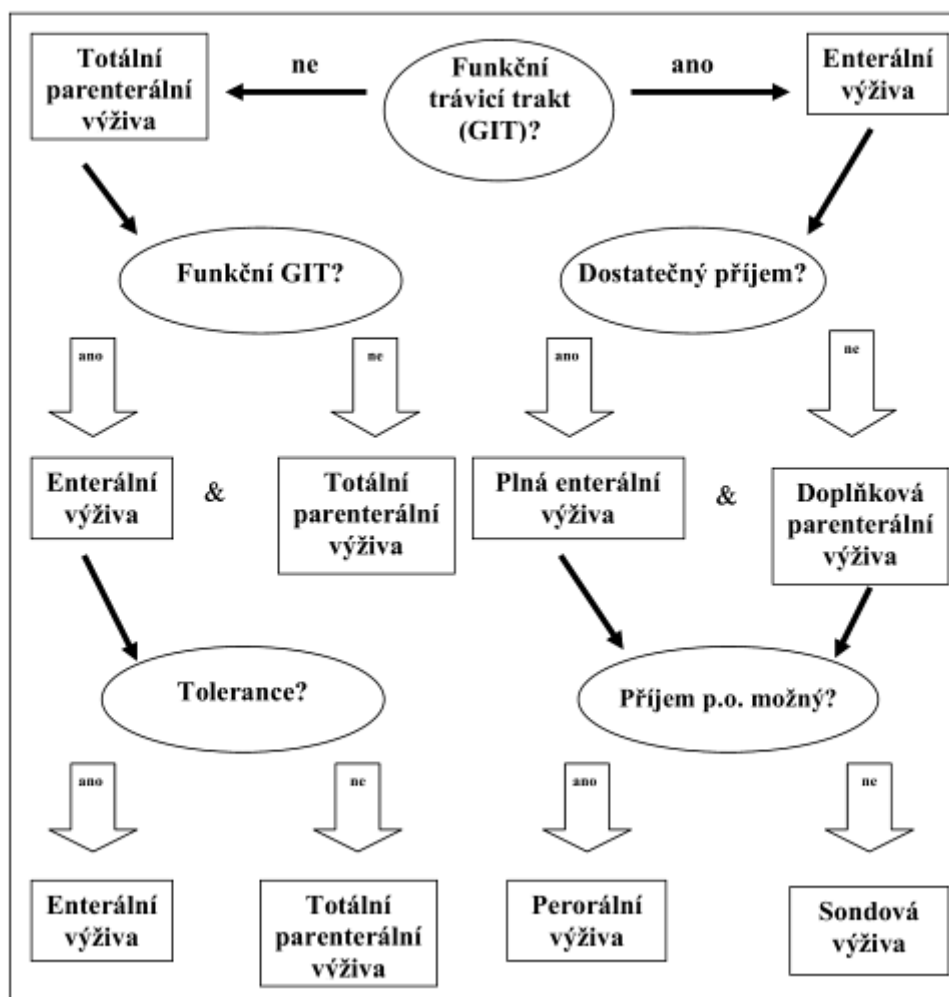 Totální
parenterální
výživa
ne
Funkční
trávicí trakt
(GIT)?
ano
Enterální
výživa
Funkční GIT?
Dostatečný příjem?
ano
ne
ano
ne
Enterální
výživa
&
Totální
parenterální
výživa
Plná enterální
výživa
&
Doplňková
parenterální
výživa
Tolerance?
Příjem p.o. možný?
ano
ne
ano
ne
Enterální
výživa
Totální
parenterální
výživa
Perorální
výživa
Sondová
výživa